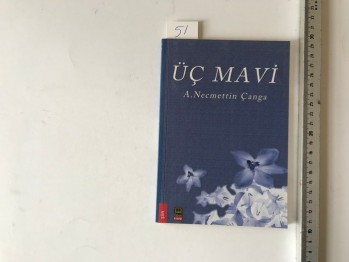 51
ÜÇ MAVİ
A.Necmettin Çanga